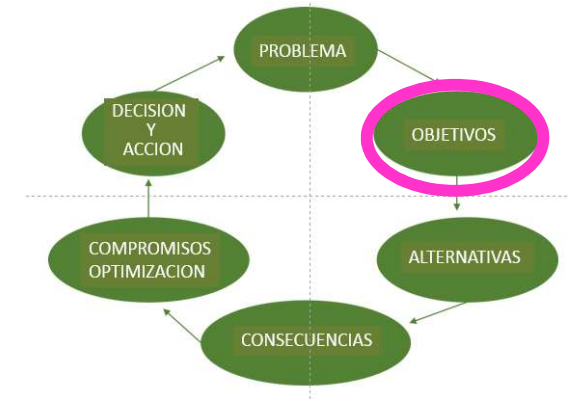 PROBLEMA
OBJETIVOS
ALTERNATIVAS
CONSECUENCIAS
COMPROMISOS
OPTIMIZACION
DECISION
Y
ACCION